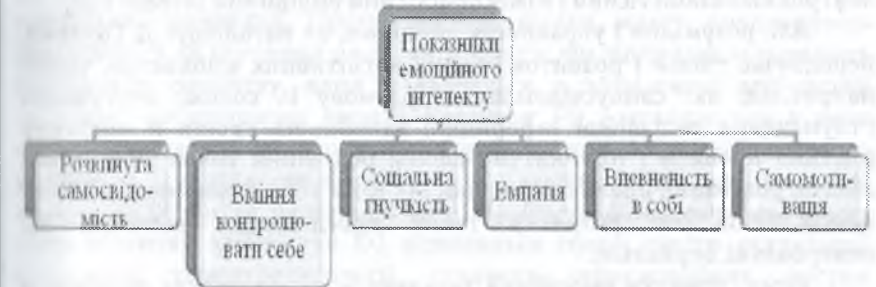 Показники
емоційного
інтелекту
Розвинута
самосвідо-
мість
Вміння
контролю-
вати себе
Соціальна
гнучкість
Емпатія
Впевненість
в собі
Самомоти-
вація